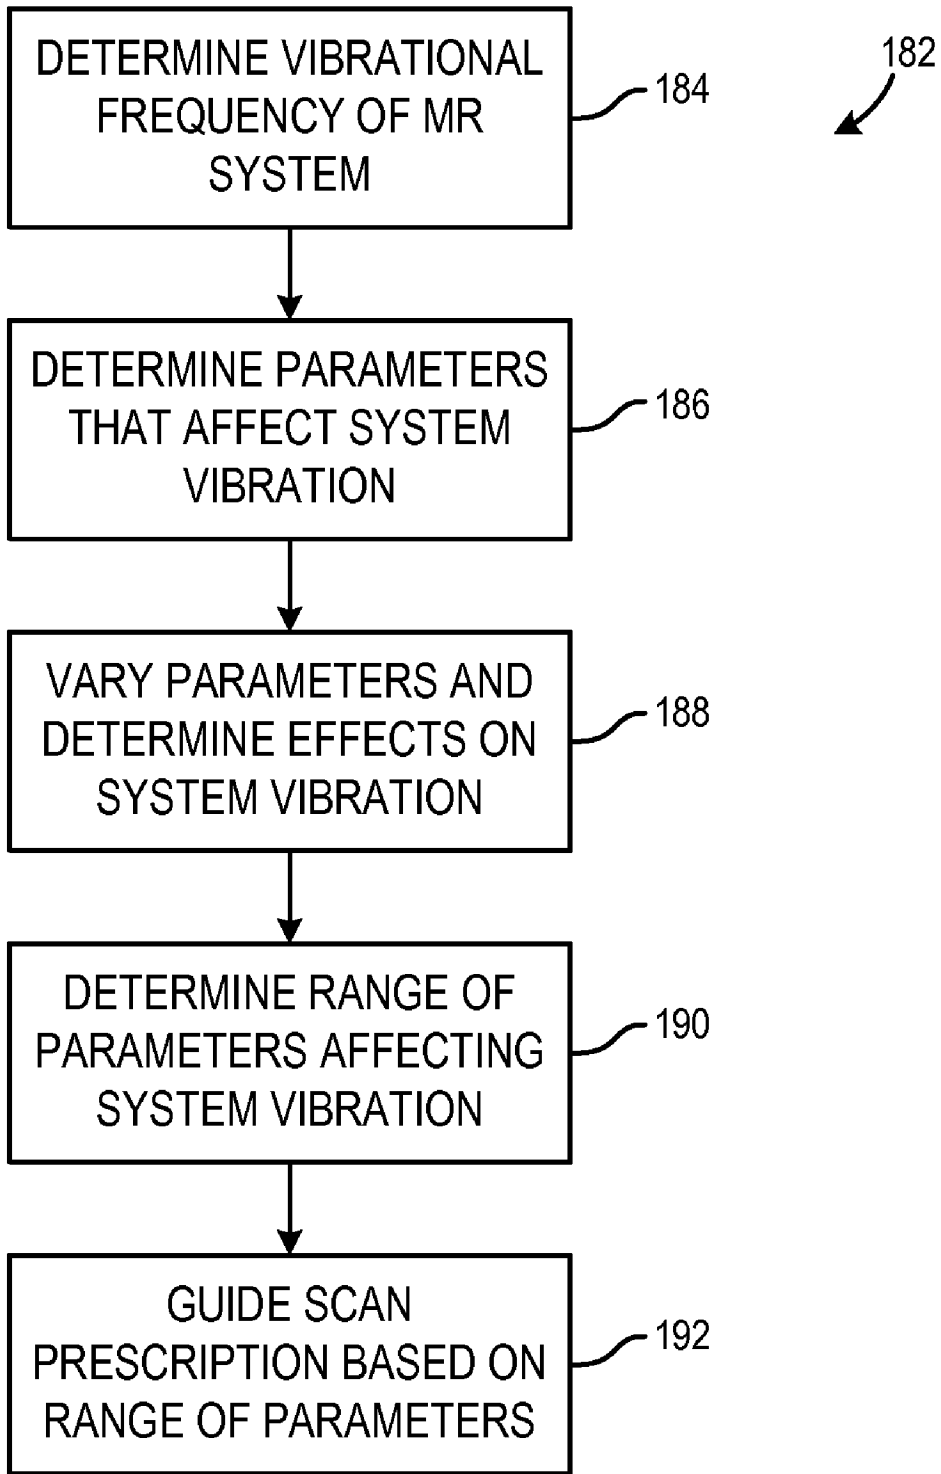 DETERMINE VIBRATIONAL
FREQUENCY OF MR
SYSTEM
184
182
DETERMINE PARAMETERS
THAT AFFECT SYSTEM
VIBRATION
186
VARY PARAMETERS AND
DETERMINE EFFECTS ON
SYSTEM VIBRATION
188
DETERMINE RANGE OF
PARAMETERS AFFECTING
SYSTEM VIBRATION
190
GUIDE SCAN
PRESCRIPTION BASED ON
RANGE OF PARAMETERS
192